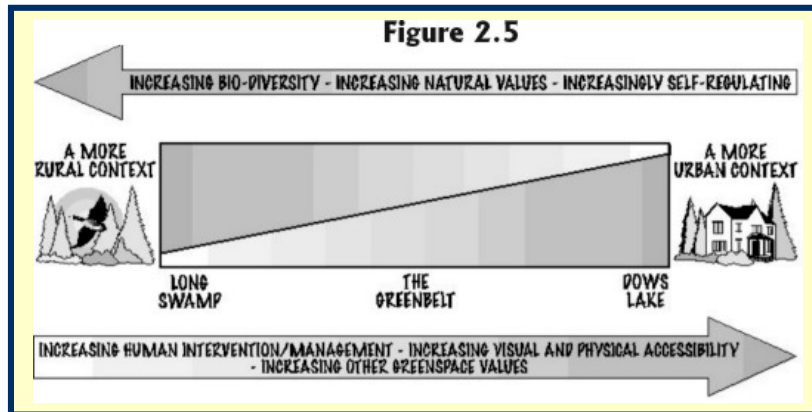 Figure 2.5
INCREASING BIO-DIVERSITY - INCREASING NATURAL VALUES - INCREASINGLY SELF-REGULATING
A MORE
RURAL CONTEXT
A MORE
URBAN CONTEXT
LONG
SWAMP
THE
GREENBELT
DOWS
LAKE
INCREASING HUMAN INTERVENTION/MANAGEMENT - INCREASING VISUAL AND PHYSICAL ACCESSIBILITY
- INCREASING OTHER GREENSPACE VALUES